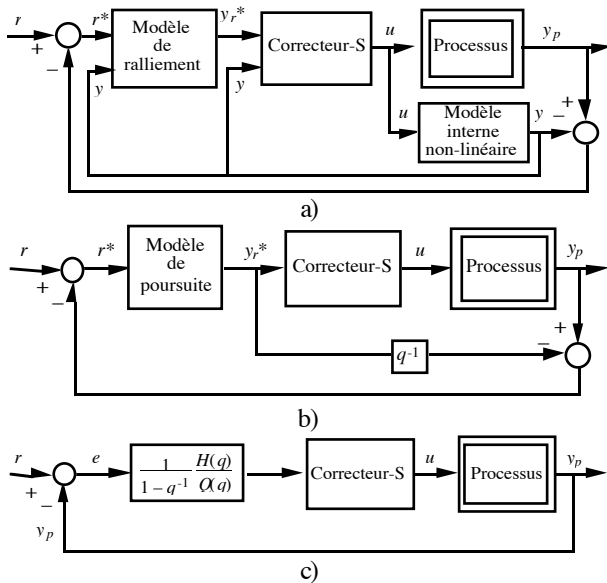 r
+
−
r*
Modèle
de
ralliement
y
y_r*
Correcteur-S
y
u
Processus
y_p
u
Modèle
interne
non-linéaire
y
+
−
a)
r
+
−
r*
Modèle
de
poursuite
y_r*
Correcteur-S
u
Processus
y_p
+
−
q⁻¹
b)
r
+
−
y_p
e
1 H(q)
1 − q⁻¹ Q(q)
Correcteur-S
u
Processus
y_p
c)